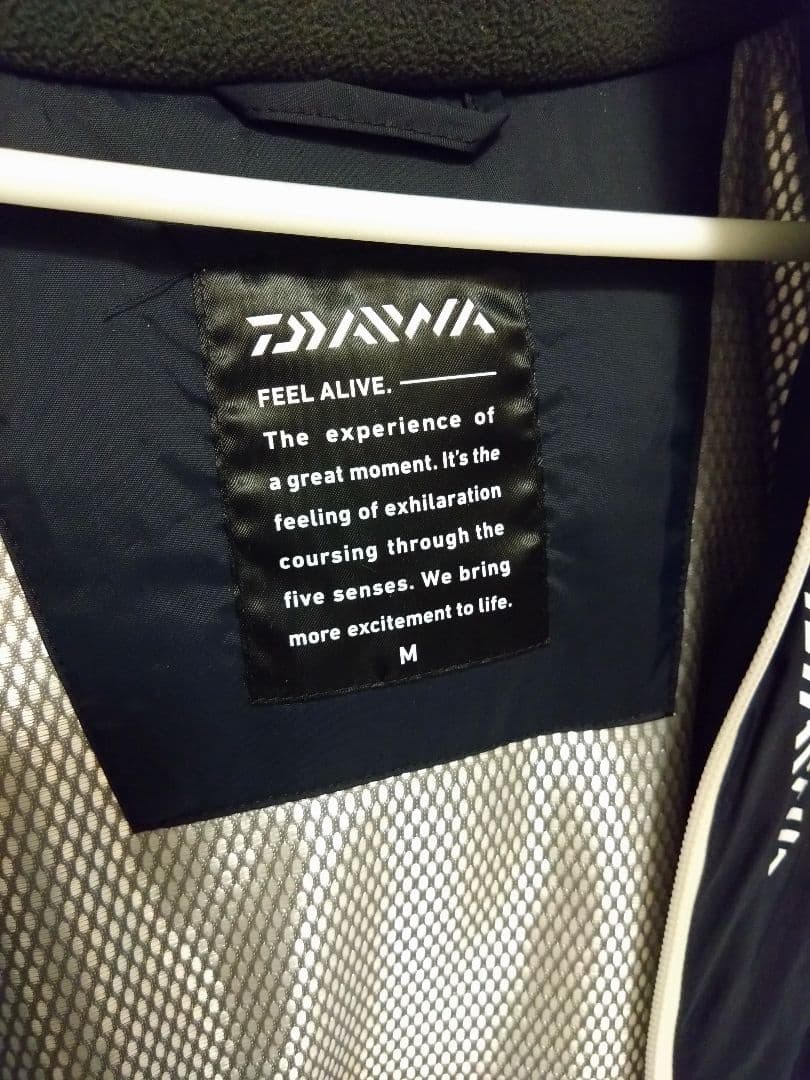 DAIWA
FEEL ALIVE.
The experience of
a great moment. It's the
feeling of exhilaration
coursing through the
five senses. We bring
more excitement to life.
M